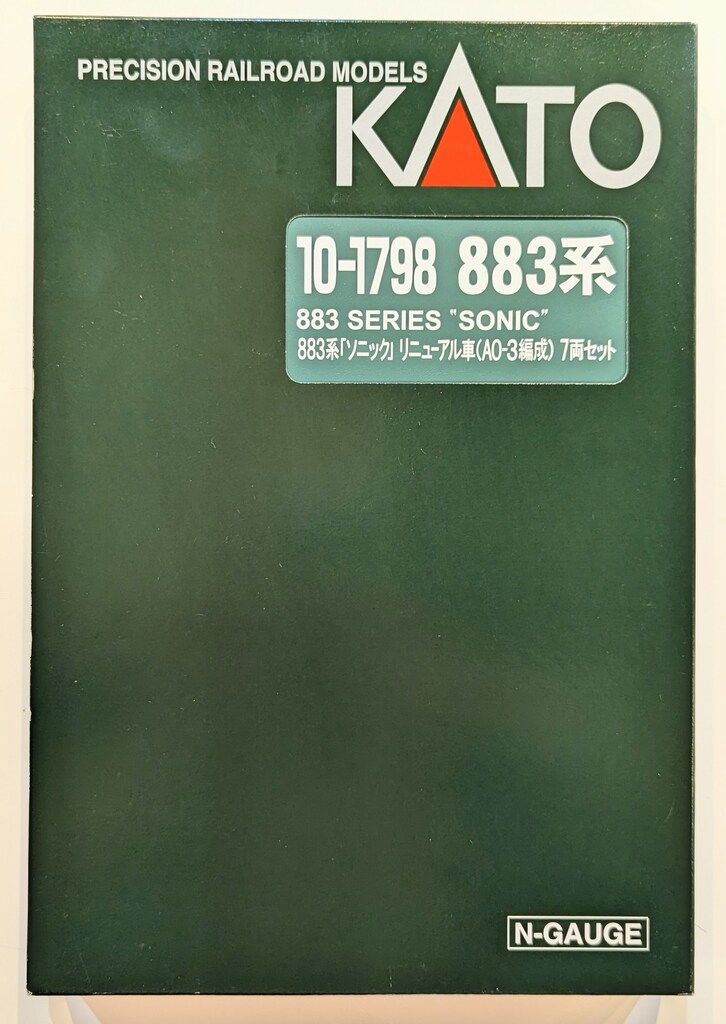 PRECISION RAILROAD MODELS
KATO
10-1798 883系
883 SERIES "SONIC"
883系「ソニック」リニューアル車(AO-3編成) 7両セット
N-GAUGE